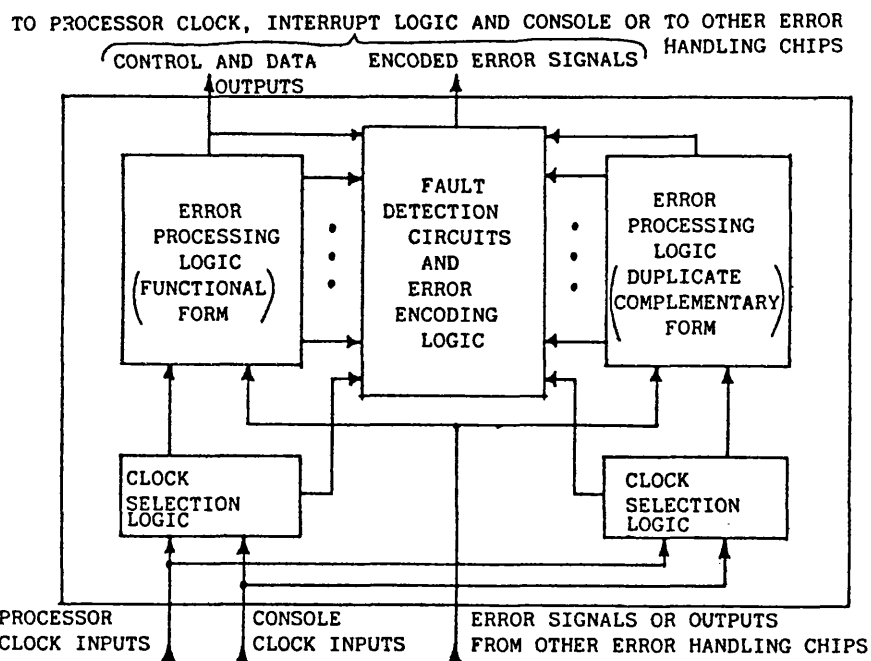 TO PROCESSOR CLOCK, INTERRUPT LOGIC AND CONSOLE OR TO OTHER ERROR
HANDLING CHIPS
CONTROL AND DATA
OUTPUTS
ENCODED ERROR SIGNALS
ERROR
PROCESSING
LOGIC
(FUNCTIONAL
FORM)
FAULT
DETECTION
CIRCUITS
AND
ERROR
ENCODING
LOGIC
ERROR
PROCESSING
LOGIC
(DUPLICATE
COMPLEMENTARY
FORM)
CLOCK
SELECTION
LOGIC
CLOCK
SELECTION
LOGIC
PROCESSOR
CLOCK INPUTS
CONSOLE
CLOCK INPUTS
ERROR SIGNALS OR OUTPUTS
FROM OTHER ERROR HANDLING CHIPS